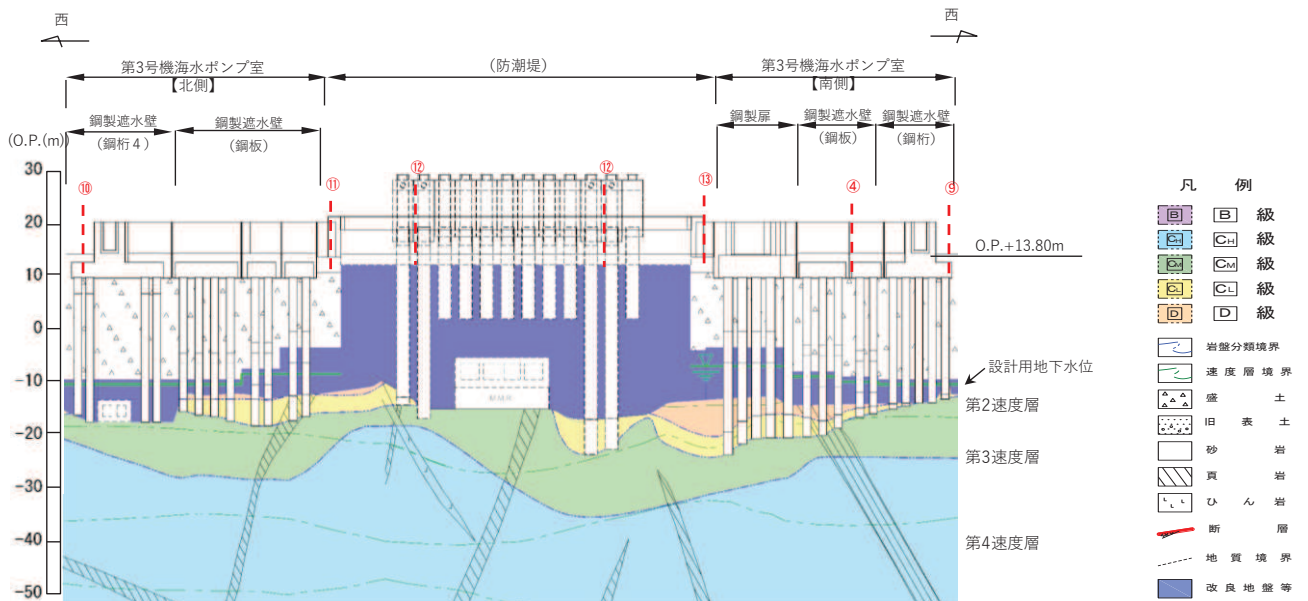 西
西
第3号機海水ポンプ室
【北側】
(防潮堤)
第3号機海水ポンプ室
【南側】
鋼製遮水壁
(鋼桁4)
鋼製遮水壁
(鋼板)
鋼製扉
鋼製遮水壁
(鋼板)
鋼製遮水壁
(鋼桁)
(O.P.(m))
30
20
10
0
-10
-20
-30
-40
-50
⑩
⑪
⑫
⑫
⑬
④
⑨
O.P.+13.80m
設計用地下水位
第2速度層
第3速度層
第4速度層
凡 例
B B 級
CH CH 級
CM CM 級
CL CL 級
D D 級
岩盤分類境界
速度層境界
盛土
旧表土
砂岩
頁岩
ひん岩
断層
地質境界
改良地盤等